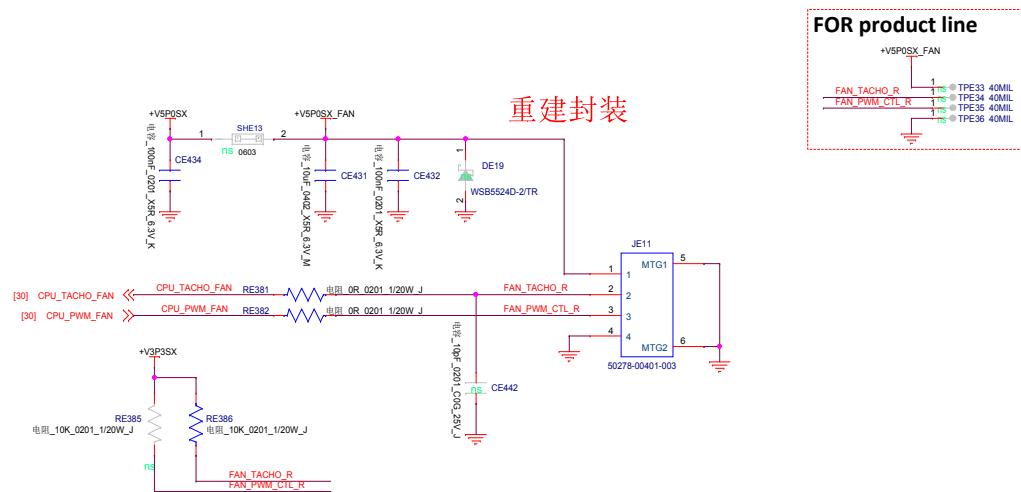 FOR product line
+V5P0SX_FAN
1
ns
TPE33 40MIL
FAN_TACHO_R
1
ns
TPE34 40MIL
FAN_PWM_CTL_R
1
ns
TPE35 40MIL
1
ns
TPE36 40MIL
重建封装
+V5P0SX
+V5P0SX_FAN
1
SHE13
2
ns
0603
电容_100nF_0201_X5R_6.3V_K
CE434
电容_10uF_0402_X5R_6.3V_M
CE431
电容_100nF_0201_X5R_6.3V_K
CE432
1
DE19
ns
WSB5524D-2/TR
2
JE11
1
1
MTG1
5
[30]
CPU_TACHO_FAN
CPU_TACHO_FAN
RE381
电阻_0R_0201_1/20W_J
FAN_TACHO_R
2
2
[30]
CPU_PWM_FAN
CPU_PWM_FAN
RE382
电阻_0R_0201_1/20W_J
FAN_PWM_CTL_R
3
3
4
4
MTG2
6
50278-00401-003
电容_10pF_0201_C0G_25V_J
ns
CE442
+V3P3SX
RE385
电阻_10K_0201_1/20W_J
ns
RE386
电阻_10K_0201_1/20W_J
FAN_TACHO_R
FAN_PWM_CTL_R